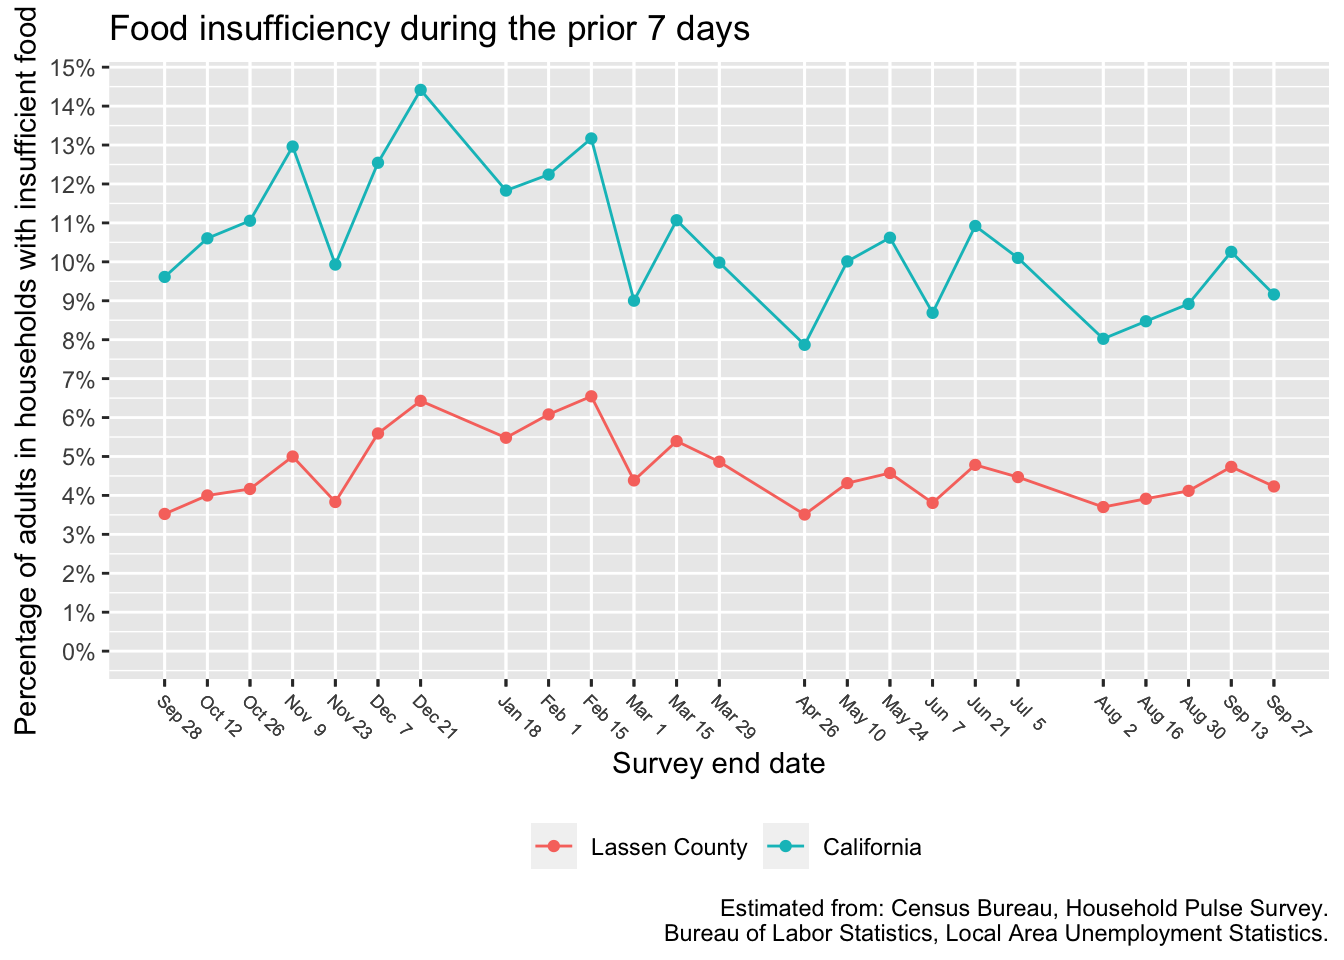 Food insufficiency during the prior 7 days
Percentage of adults in households with insufficient food
15%
14%
13%
12%
11%
10%
9%
8%
7%
6%
5%
4%
3%
2%
1%
0%
Sep 28
Oct 12
Oct 26
Nov 9
Nov 23
Dec 7
Dec 21
Jan 18
Feb 1
Feb 15
Mar 1
Mar 15
Mar 29
Apr 26
May 10
May 24
Jun 7
Jun 21
Jul 5
Aug 2
Aug 16
Aug 30
Sep 13
Sep 27
Survey end date
Lassen County
California
Estimated from: Census Bureau, Household Pulse Survey.
Bureau of Labor Statistics, Local Area Unemployment Statistics.